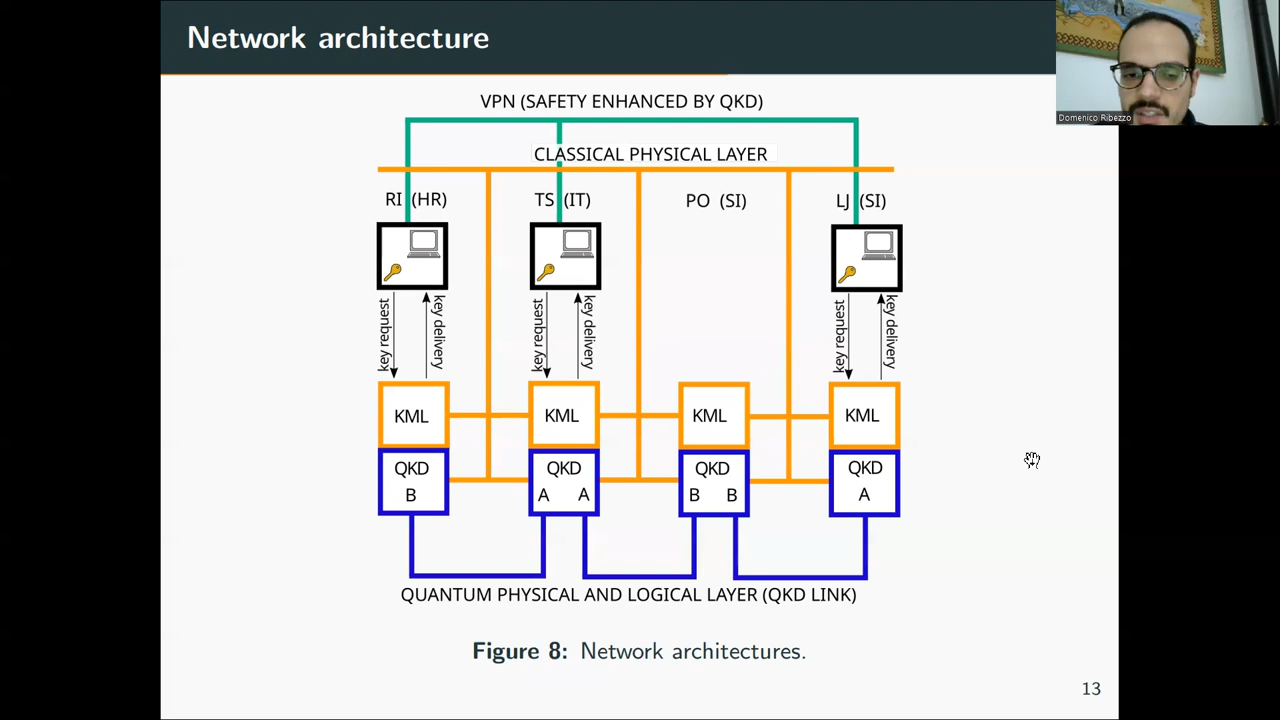 Network architecture
Domenico Ribezzo
VPN (SAFETY ENHANCED BY QKD)
CLASSICAL PHYSICAL LAYER
RI (HR)
TS (IT)
PO (SI)
LJ (SI)
key request
key delivery
key request
key delivery
key request
key delivery
KML
KML
KML
KML
QKD
B
QKD
A A
QKD
B B
QKD
A
QUANTUM PHYSICAL AND LOGICAL LAYER (QKD LINK)
Figure 8: Network architectures.
13